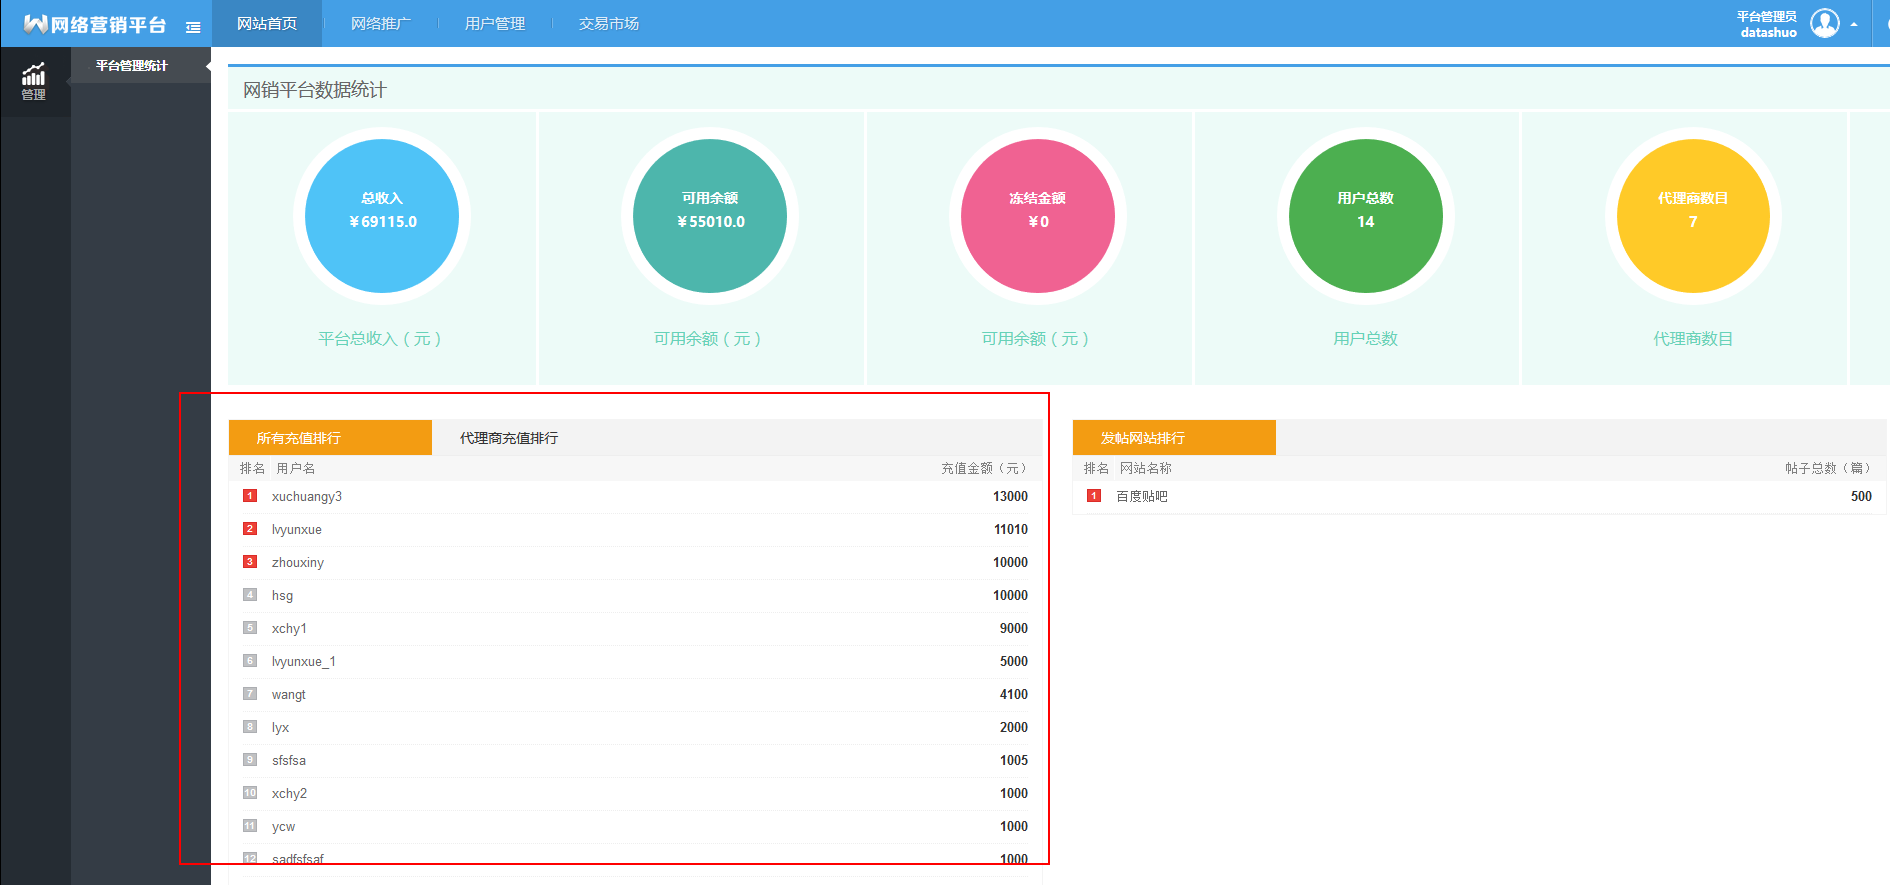 网络营销平台
网站首页
网络推广
用户管理
交易市场
平台管理员
datashuo
管理
平台管理统计
网销平台数据统计
总收入
¥69115.0
平台总收入（元）
可用余额
¥55010.0
可用余额（元）
冻结金额
¥0
可用余额（元）
用户总数
14
用户总数
代理商数目
7
代理商数目
所有充值排行 代理商充值排行
排名 用户名 充值金额（元）
1 xuchuangy3 13000
2 lvyunxue 11010
3 zhouxiny 10000
4 hsg 10000
5 xchy1 9000
6 lvyunxue_1 5000
7 wangt 4100
8 lyx 2000
9 sfsfsa 1005
10 xchy2 1000
11 ycw 1000
12 sadfsfsaf 1000
发帖网站排行
排名 网站名称 帖子总数（篇）
1 百度贴吧 500